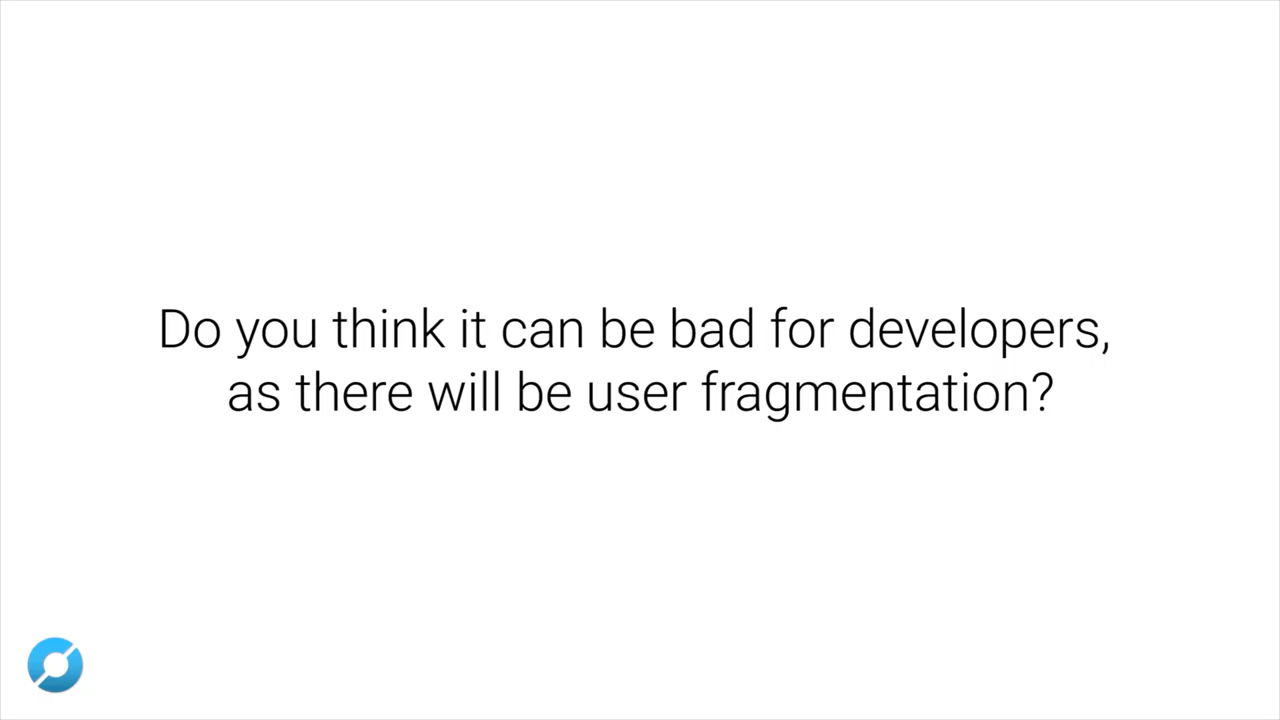 Do you think it can be bad for developers,
as there will be user fragmentation?